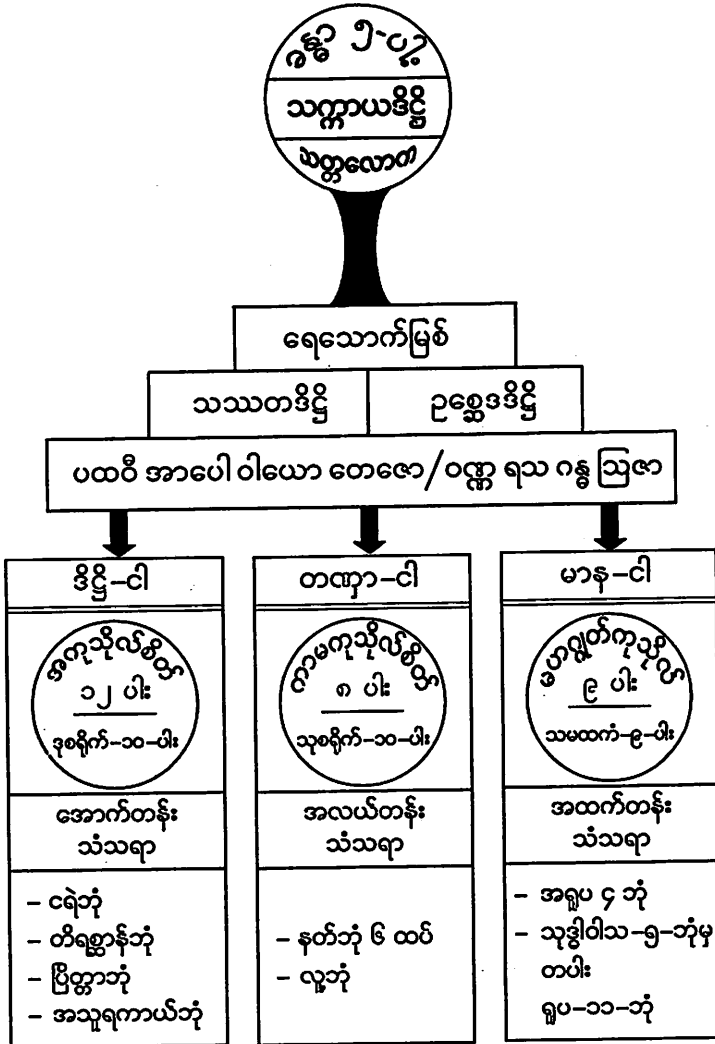 ခန္ဓာ ၅-ပါး
သက္ကာယဒိဋ္ဌိ
သတ္တလောက
ရေသောက်မြစ်
သဿတဒိဋ္ဌိ
ဥစ္ဆေဒဒိဋ္ဌိ
ပထဝီ အာပေါ ဝါယော တေဇော/ဝဏ္ဏ ရသ ဂန္ဓ ဩဇာ
ဒိဋ္ဌိ-ငါ
အကုသိုလ်စိတ်
၁၂ ပါး
ဒုစရိုက်-၁၀-ပါး
အောက်တန်း
သံသရာ
- ငရဲဘုံ
- တိရစ္ဆာန်ဘုံ
- ပြိတ္တာဘုံ
- အသူရကာယ်ဘုံ
တဏှာ-ငါ
ကာမကုသိုလ်စိတ်
၈ ပါး
သုစရိုက်-၁၀-ပါး
အလယ်တန်း
သံသရာ
- နတ်ဘုံ ၆ ထပ်
- လူ့ဘုံ
မာန-ငါ
မဟဂ္ဂုတ်ကုသိုလ်
၉ ပါး
သမထကံ-၉-ပါး
အထက်တန်း
သံသရာ
- အရူပ ၄ ဘုံ
- သုဒ္ဓါဝါသ-၅-ဘုံမှ
တပါး
ရူပ-၁၁-ဘုံ